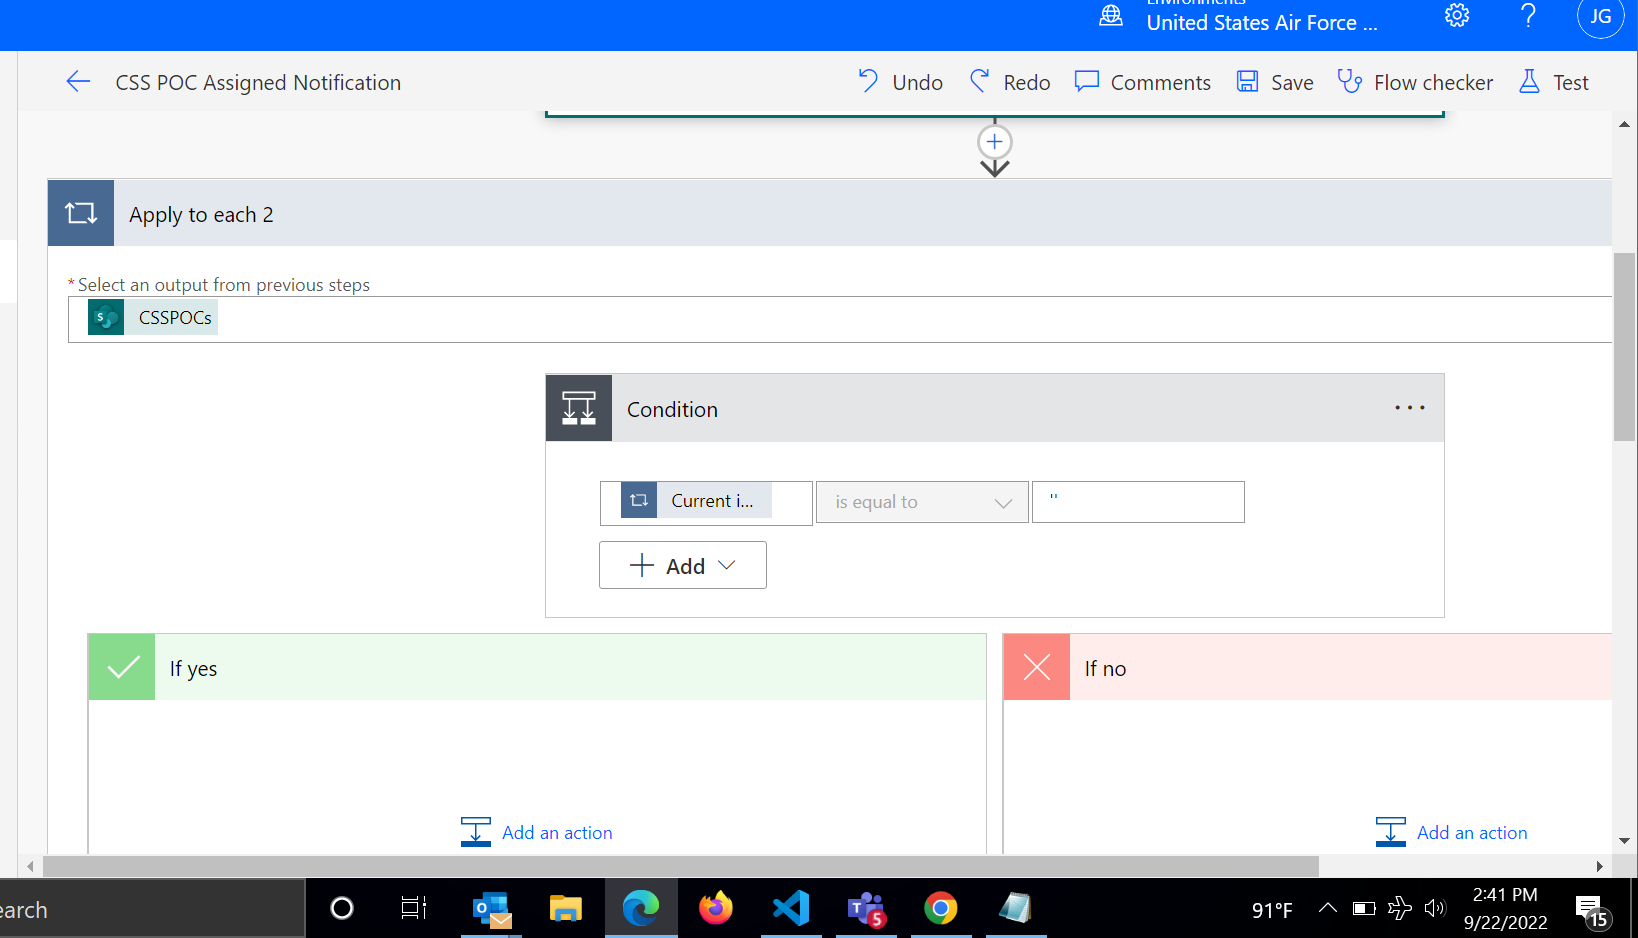 Environments
United States Air Force ...
JG
CSS POC Assigned Notification
Undo
Redo
Comments
Save
Flow checker
Test
Apply to each 2
* Select an output from previous steps
S
CSSPOCs
Condition
...
Current i...
is equal to
''
Add
If yes
If no
Add an action
Add an action
earch
5
91°F
2:41 PM
9/22/2022
15